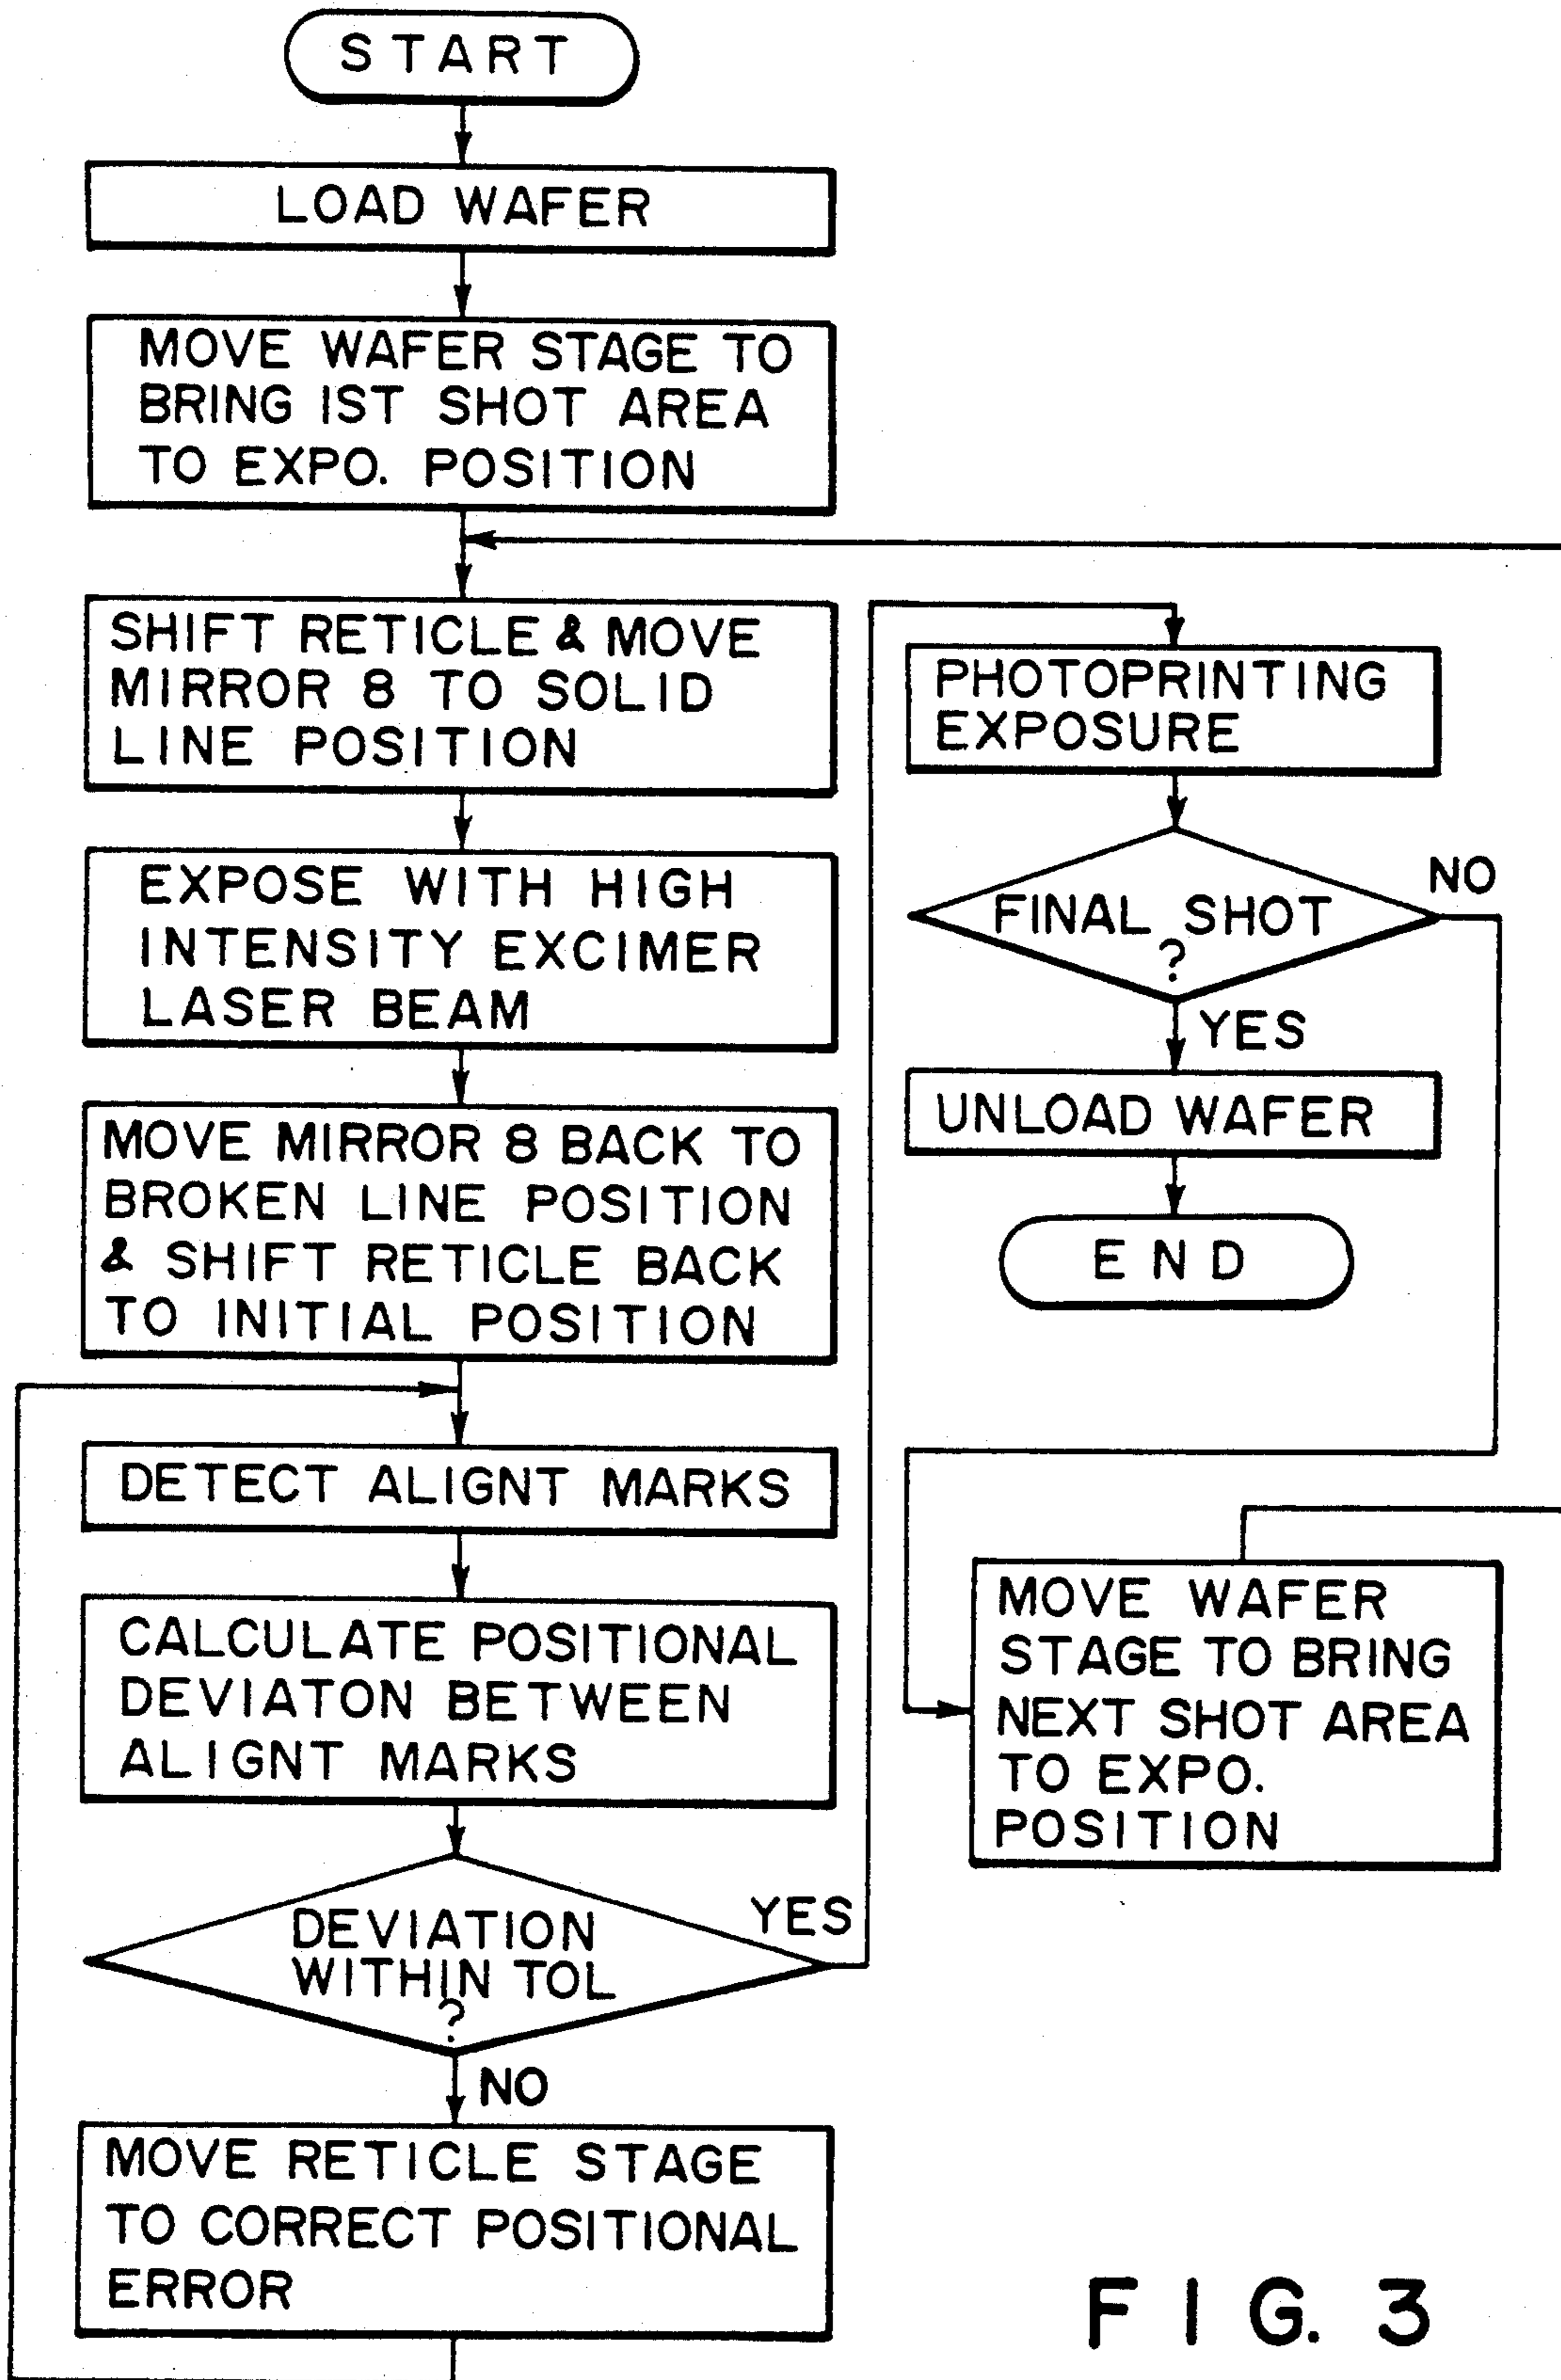 START
LOAD WAFER
MOVE WAFER STAGE TO
BRING IST SHOT AREA
TO EXPO. POSITION
SHIFT RETICLE & MOVE
MIRROR 8 TO SOLID
LINE POSITION
EXPOSE WITH HIGH
INTENSITY EXCIMER
LASER BEAM
MOVE MIRROR 8 BACK TO
BROKEN LINE POSITION
& SHIFT RETICLE BACK
TO INITIAL POSITION
DETECT ALIGNT MARKS
CALCULATE POSITIONAL
DEVIATON BETWEEN
ALIGNT MARKS
DEVIATION
WITHIN TOL
?
YES
NO
MOVE RETICLE STAGE
TO CORRECT POSITIONAL
ERROR
PHOTOPRINTING
EXPOSURE
FINAL SHOT
?
NO
YES
UNLOAD WAFER
END
MOVE WAFER
STAGE TO BRING
NEXT SHOT AREA
TO EXPO.
POSITION
FIG. 3